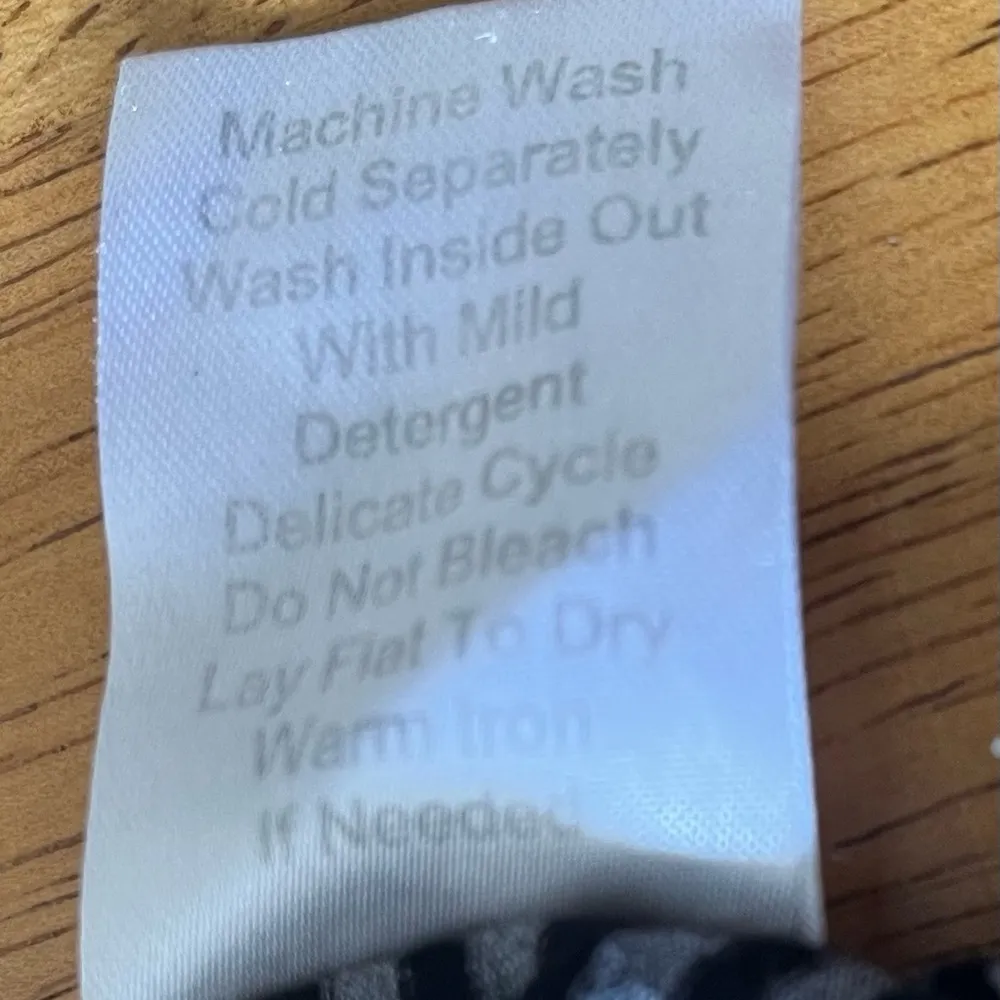 Machine Wash
Cold Separately
Wash Inside Out
With Mild
Detergent
Delicate Cycle
Do Not Bleach
Lay Flat To Dry
Warm Iron
If Needed